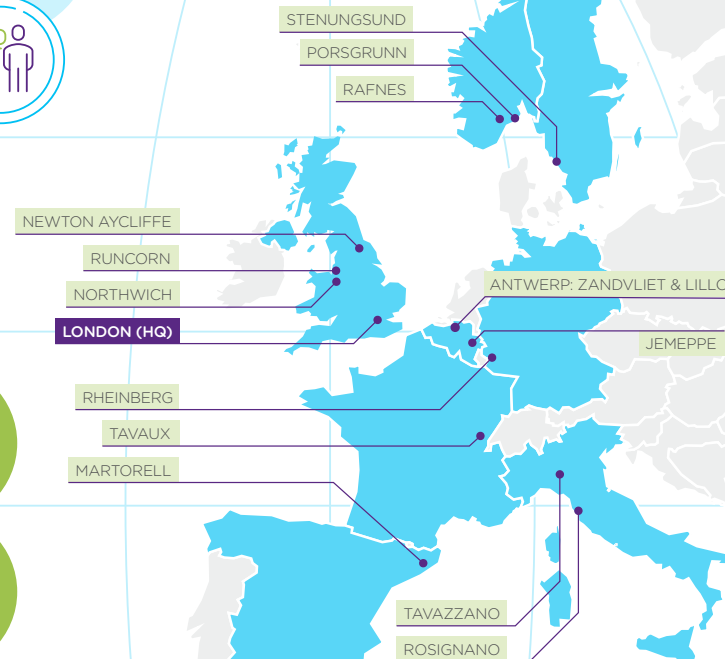 STENUNGSUND
PORSGRUNN
RAFNES
NEWTON AYCLIFFE
RUNCORN
NORTHWICH
LONDON (HQ)
ANTWERP: ZANDVLIET & LILLO
JEMEPPE
RHEINBERG
TAVAUX
MARTORELL
TAVAZZANO
ROSIGNANO